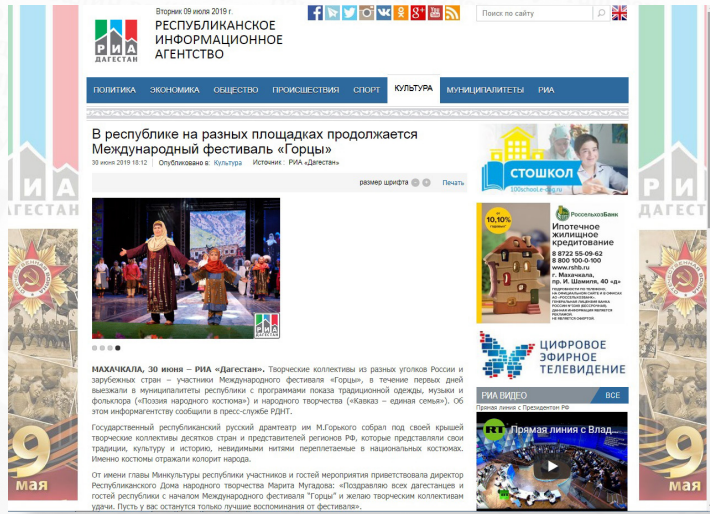 Вторник 09 июля 2019 г.
РИА
ДАГЕСТАН
РЕСПУБЛИКАНСКОЕ
ИНФОРМАЦИОННОЕ
АГЕНТСТВО
Поиск по сайту
ПОЛИТИКА ЭКОНОМИКА ОБЩЕСТВО ПРОИСШЕСТВИЯ СПОРТ КУЛЬТУРА МУНИЦИПАЛИТЕТЫ РИА
В республике на разных площадках продолжается
Международный фестиваль «Горцы»
30 июня 2019 18:12 Опубликовано в: Культура Источник: РИА «Дагестан»
размер шрифта Печать
РИА
МАХАЧКАЛА, 30 июня – РИА «Дагестан». Творческие коллективы из разных уголков России и
зарубежных стран – участники Международного фестиваля «Горцы», в течение первых дней
выезжали в муниципалитеты республики с программами показа традиционной одежды, музыки и
фольклора («Поэзия народного костюма») и народного творчества («Кавказ – единая семья»). Об
этом информагентству сообщили в пресс-службе РДНТ.
Государственный республиканский русский драмтеатр им М.Горького собрал под своей крышей
творческие коллективы десятков стран и представителей регионов РФ, которые представляли свои
традиции, культуру и историю, невидимыми нитями переплетаемые в национальных костюмах.
Именно костюмы отражали колорит народа.
От имени главы Минкультуры республики участников и гостей мероприятия приветствовала директор
Республиканского Дома народного творчества Марита Мугадова: «Поздравляю всех дагестанцев и
гостей республики с началом Международного фестиваля "Горцы" и желаю творческим коллективам
удачи. Пусть у вас останутся только лучшие воспоминания от фестиваля».
СТОШКОЛ
от
10,10%
РоссельхозБанк
Ипотечное
жилищное
кредитование
8 8722 55-09-62
8 800 100-0-100
www.rshb.ru
г. Махачкала,
пр. И. Шамиля, 40 «д»
ЦИФРОВОЕ
ЭФИРНОЕ
ТЕЛЕВИДЕНИЕ
РИА ВИДЕО ВСЕ
Прямая линия с Президентом РФ
RT Прямая линия с Влад...
РИА
ДАГЕСТАН
9
мая
РИА
ДАГЕСТАН
9
мая